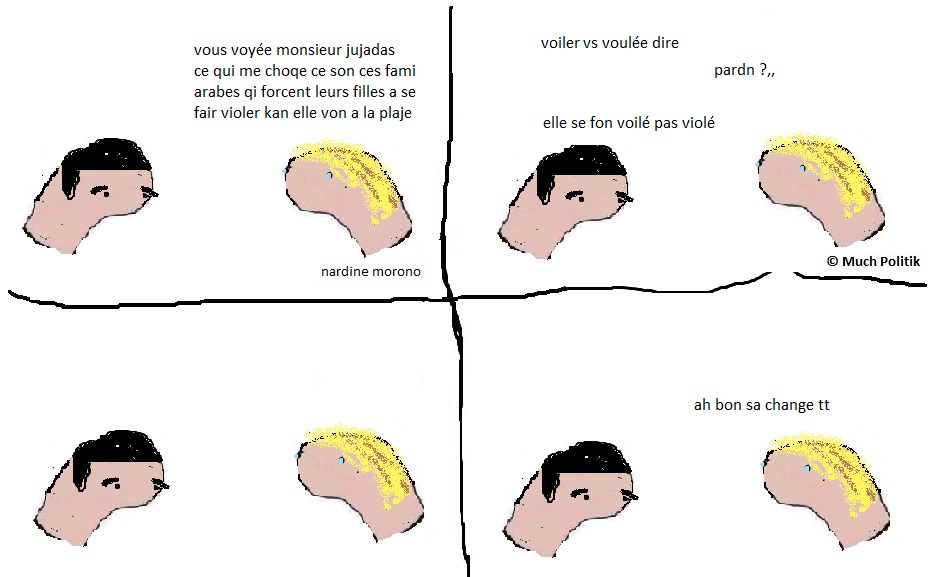 vous voyée monsieur jujadas
ce qui me choqe ce son ces fami
arabes qi forcent leurs filles a se
fair violer kan elle von a la plaje
nardine morono
voiler vs voulée dire
pardn ?,,
elle se fon voilé pas violé
© Much Politik
ah bon sa change tt